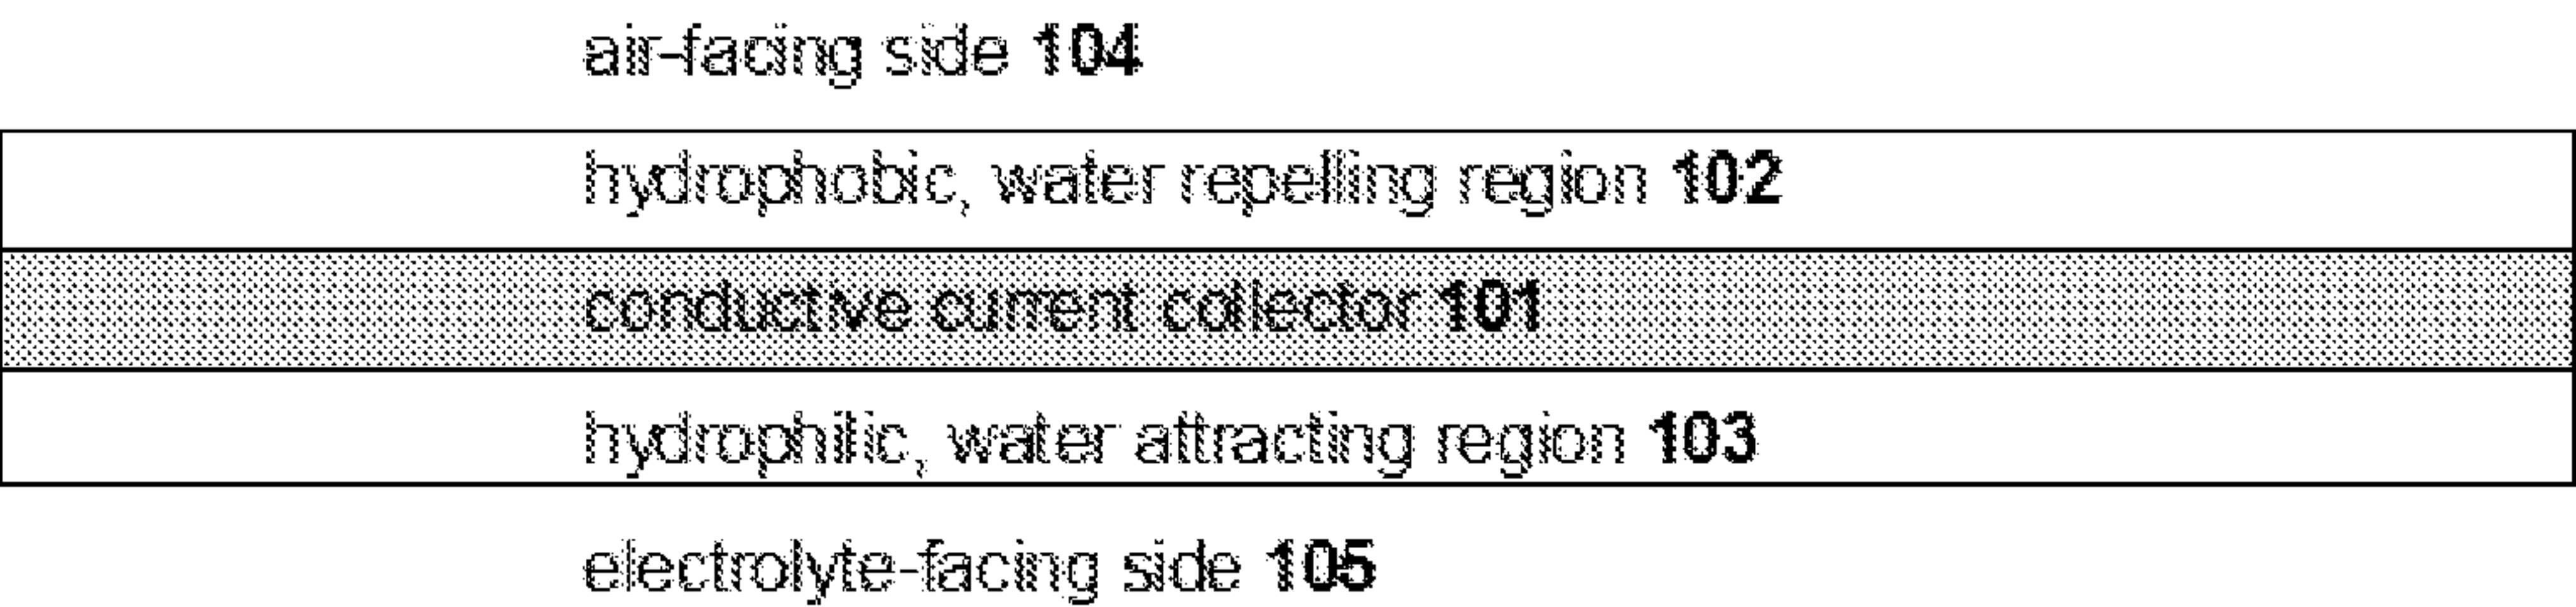 air-facing side 104
hydrophobic, water repelling region 102
conductive current collector 101
hydrophilic, water attracting region 103
electrolyte-facing side 105